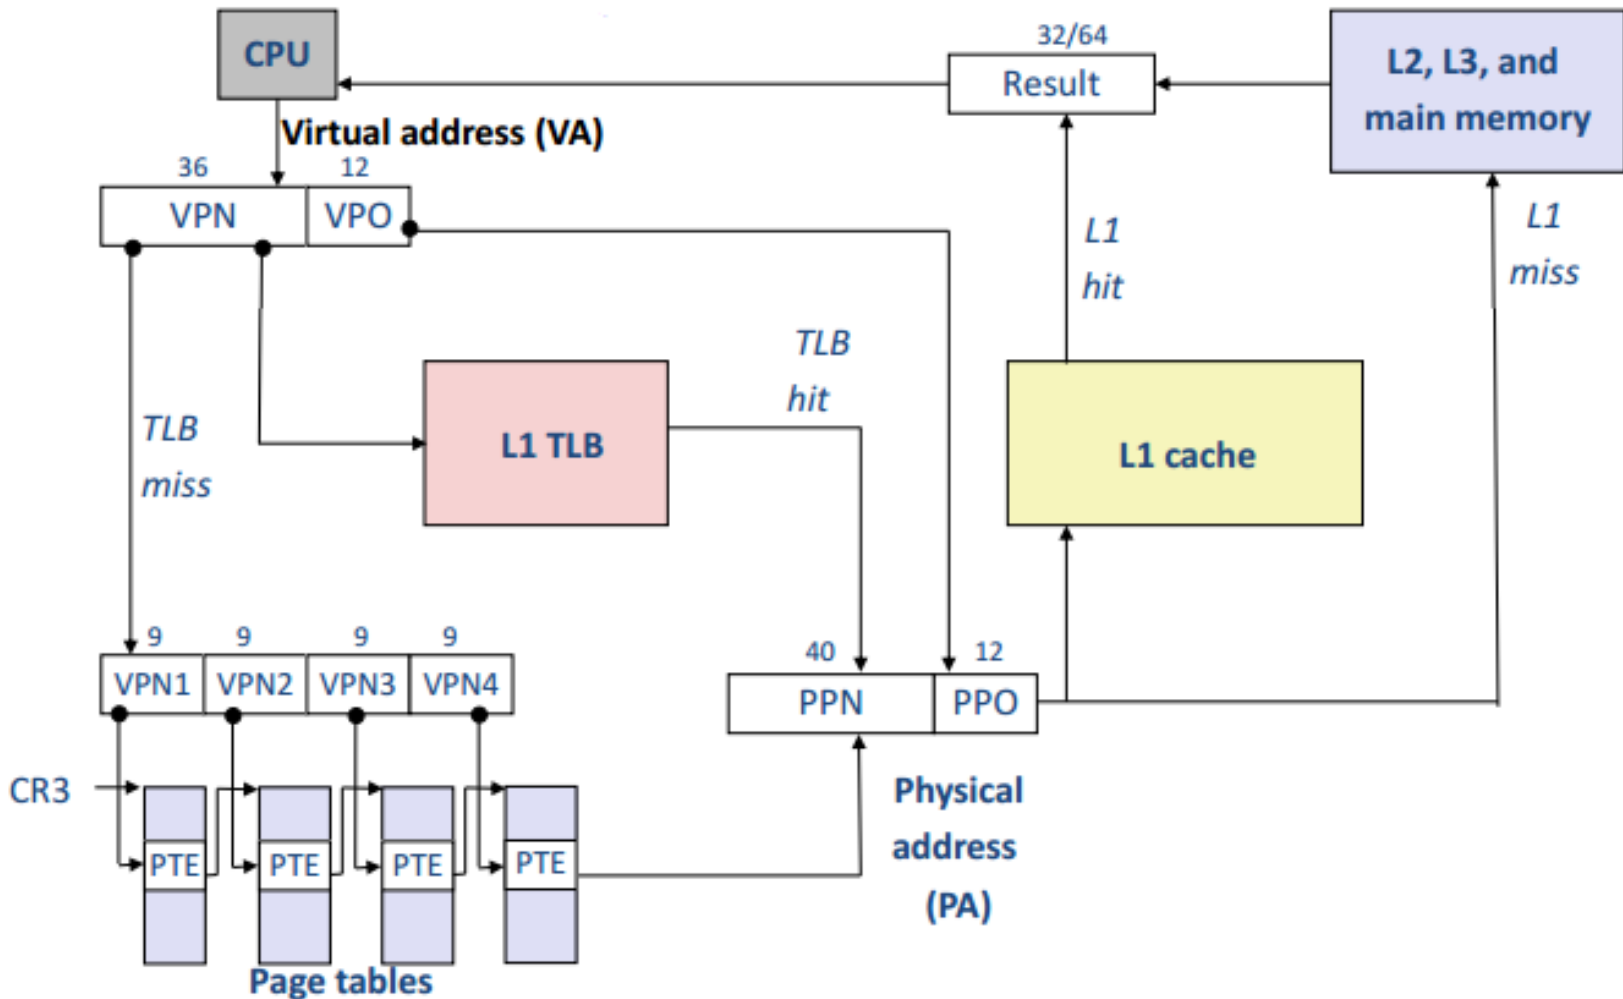 CPU
32/64
Result
L2, L3, and
main memory
Virtual address (VA)
36
12
VPN
VPO
L1
hit
L1
miss
TLB
hit
TLB
miss
L1 TLB
L1 cache
9
9
9
9
VPN1
VPN2
VPN3
VPN4
40
12
PPN
PPO
CR3
PTE
PTE
PTE
PTE
Physical
address
(PA)
Page tables